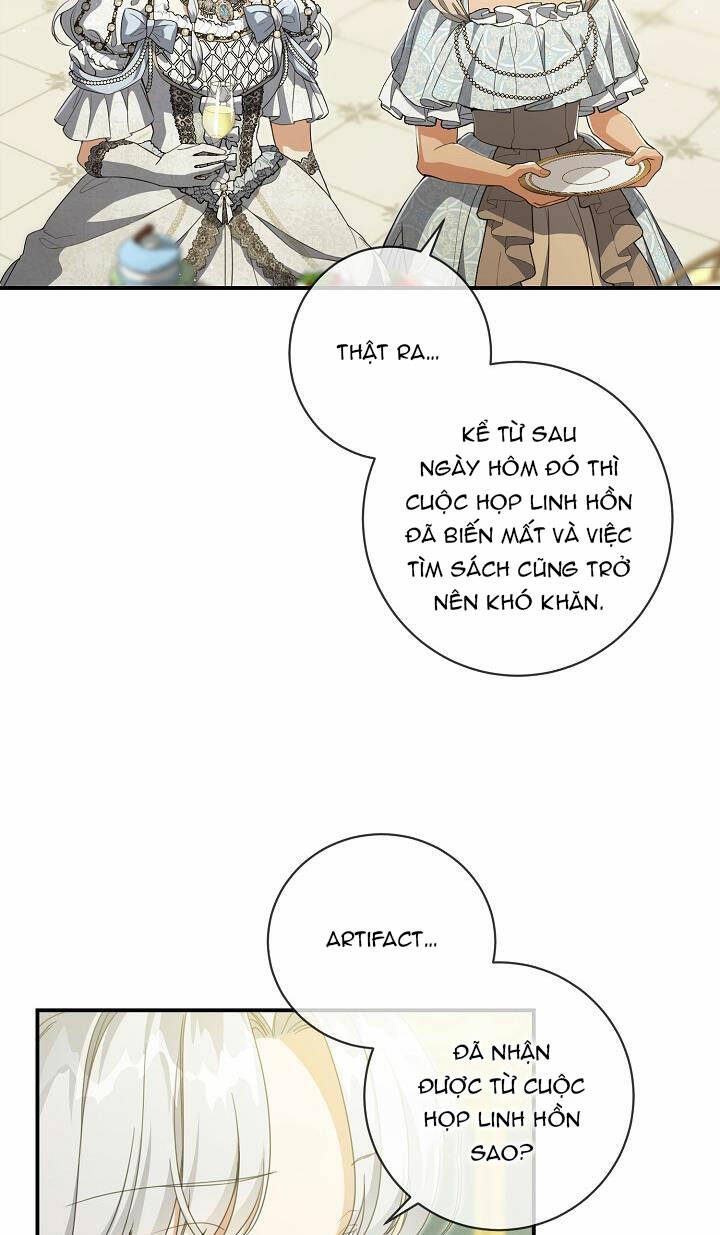 THẬT RA...
KỂ TỪ SAU
NGÀY HÔM ĐÓ THÌ
CUỘC HỌP LINH HỒN
ĐÃ BIẾN MẤT VÀ VIỆC
TÌM SÁCH CŨNG TRỞ
NÊN KHÓ KHĂN.
ARTIFACT...
ĐÃ NHẬN
ĐƯỢC TỪ CUỘC
HỌP LINH HỒN
SAO?